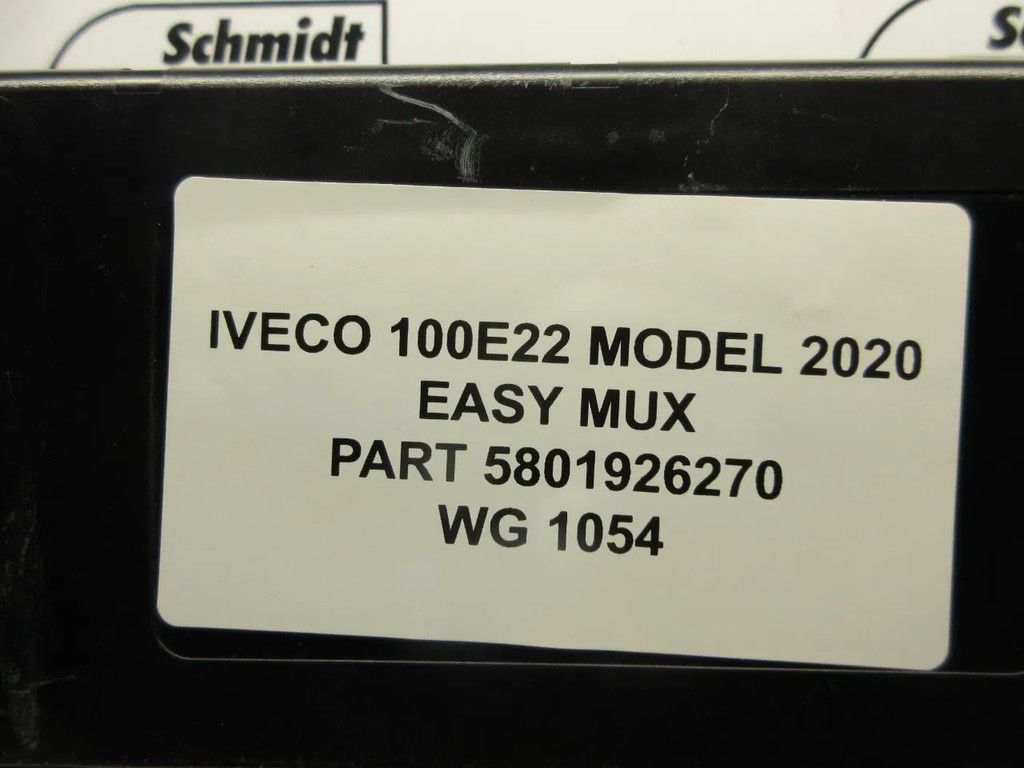 Schmidt
IVECO 100E22 MODEL 2020
EASY MUX
PART 5801926270
WG 1054